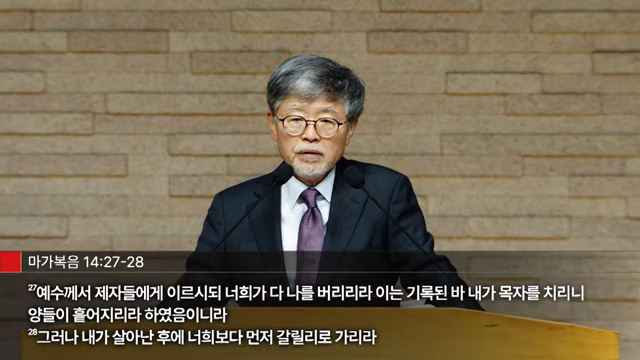 마가복음 14:27-28
27예수께서 제자들에게 이르시되 너희가 다 나를 버리리라 이는 기록된 바 내가 목자를 치리니
양들이 흩어지리라 하였음이니라
28그러나 내가 살아난 후에 너희보다 먼저 갈릴리로 가리라